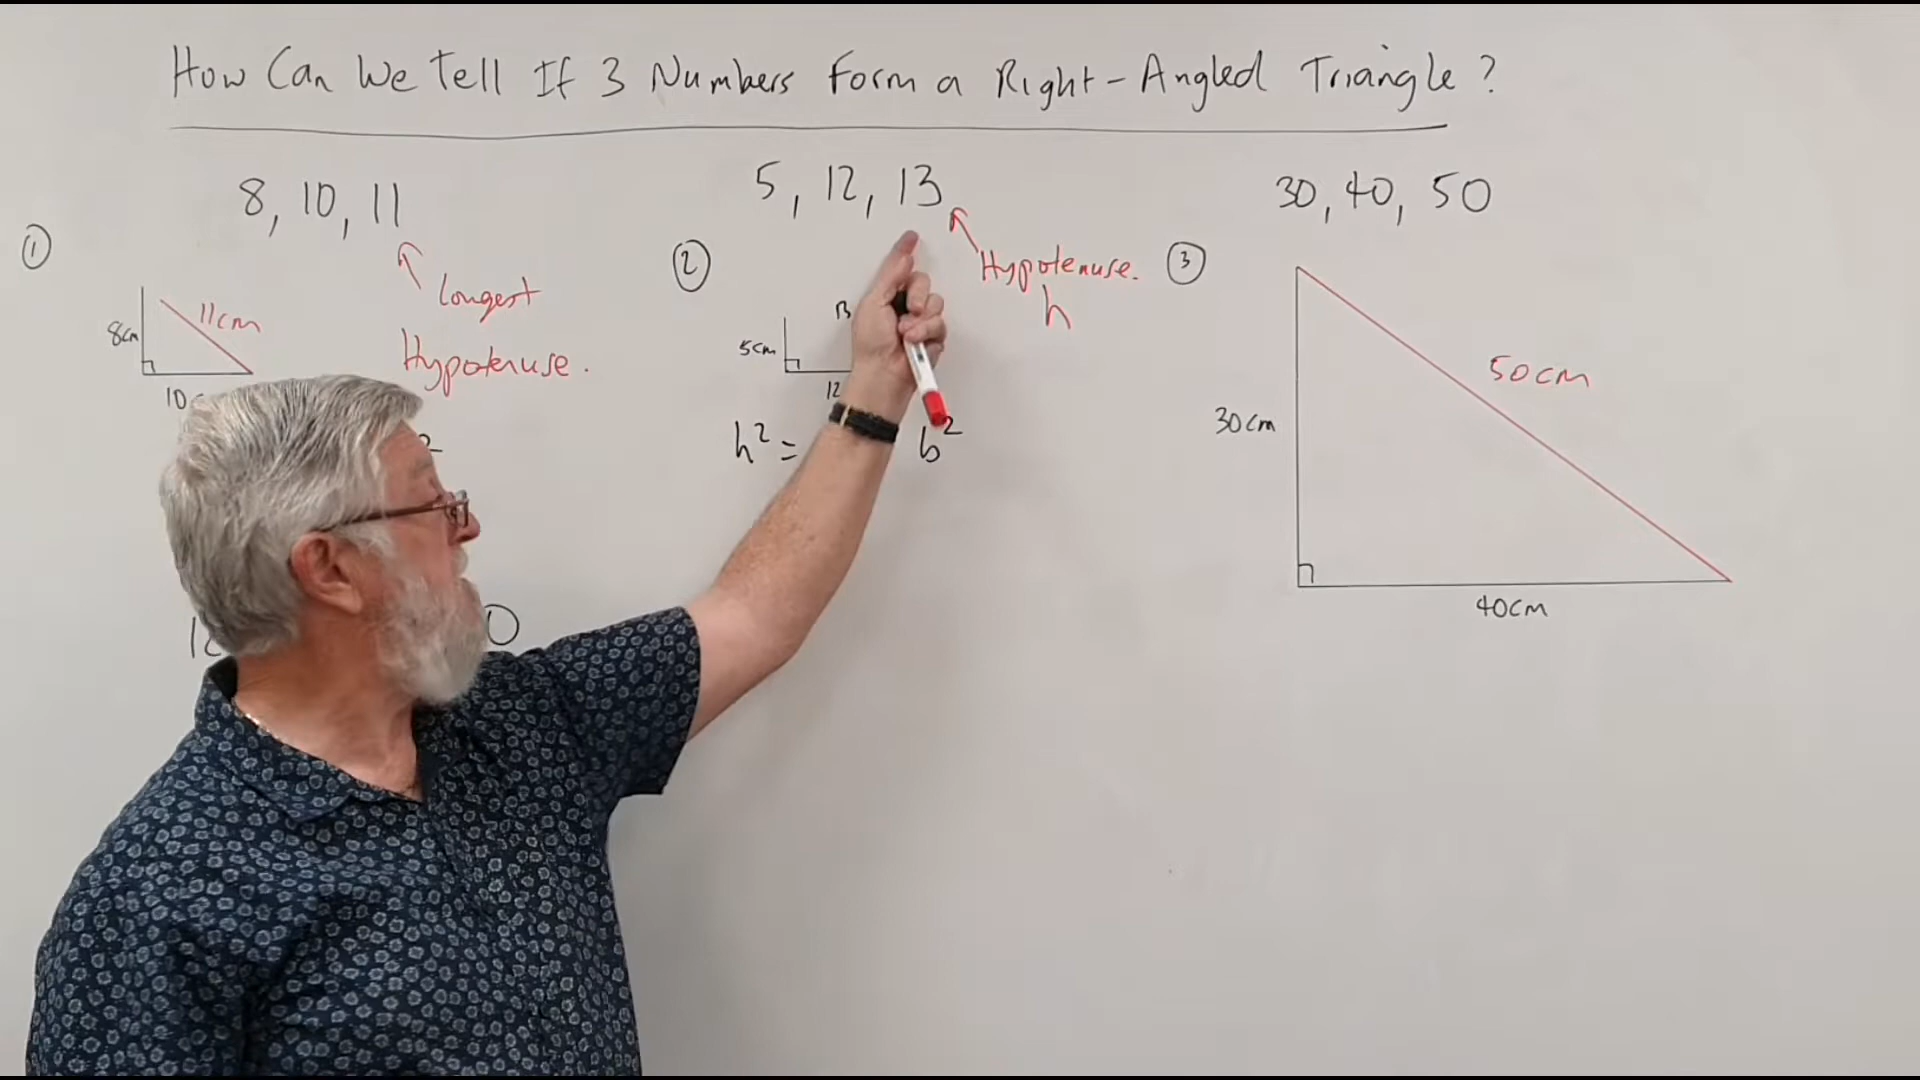 How Can We Tell If 3 Numbers Form a Right-Angled Triangle?
①
8, 10, 11
Longest
Hypotenuse.
8cm
11cm
2
②
5, 12, 13
Hypotenuse.
h
5cm
13
12
h² = b²
③
30, 40, 50
30cm
50cm
40cm